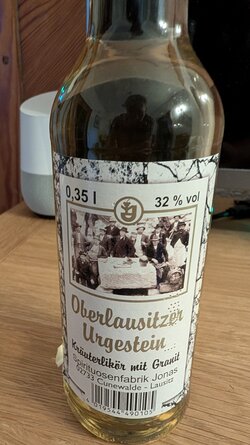 0,35 l
32 % vol
Oberlausitzer
Urgestein
Kräuterlikör mit Granit
Spirituosenfabrik Jonas
02733 Cunewalde - Lausitz